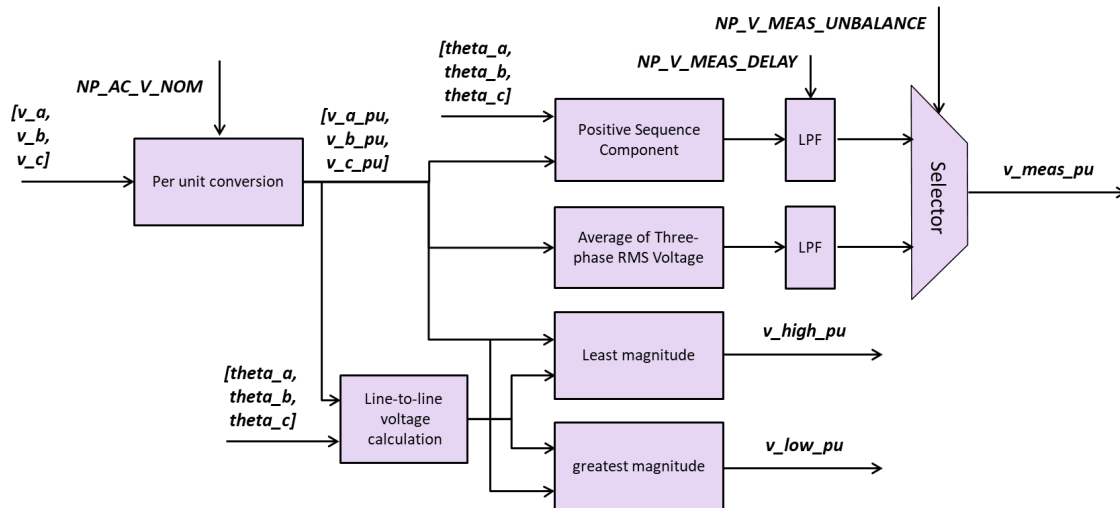 NP_V_MEAS_UNBALANCE
[theta_a,
theta_b,
theta_c]
NP_V_MEAS_DELAY
NP_AC_V_NOM
[v_a,
v_b,
v_c]
[v_a_pu,
v_b_pu,
v_c_pu]
Per unit conversion
Positive Sequence
Component
LPF
Selector
v_meas_pu
Average of Three-
phase RMS Voltage
LPF
Least magnitude
v_high_pu
[theta_a,
theta_b,
theta_c]
Line-to-line
voltage
calculation
greatest magnitude
v_low_pu